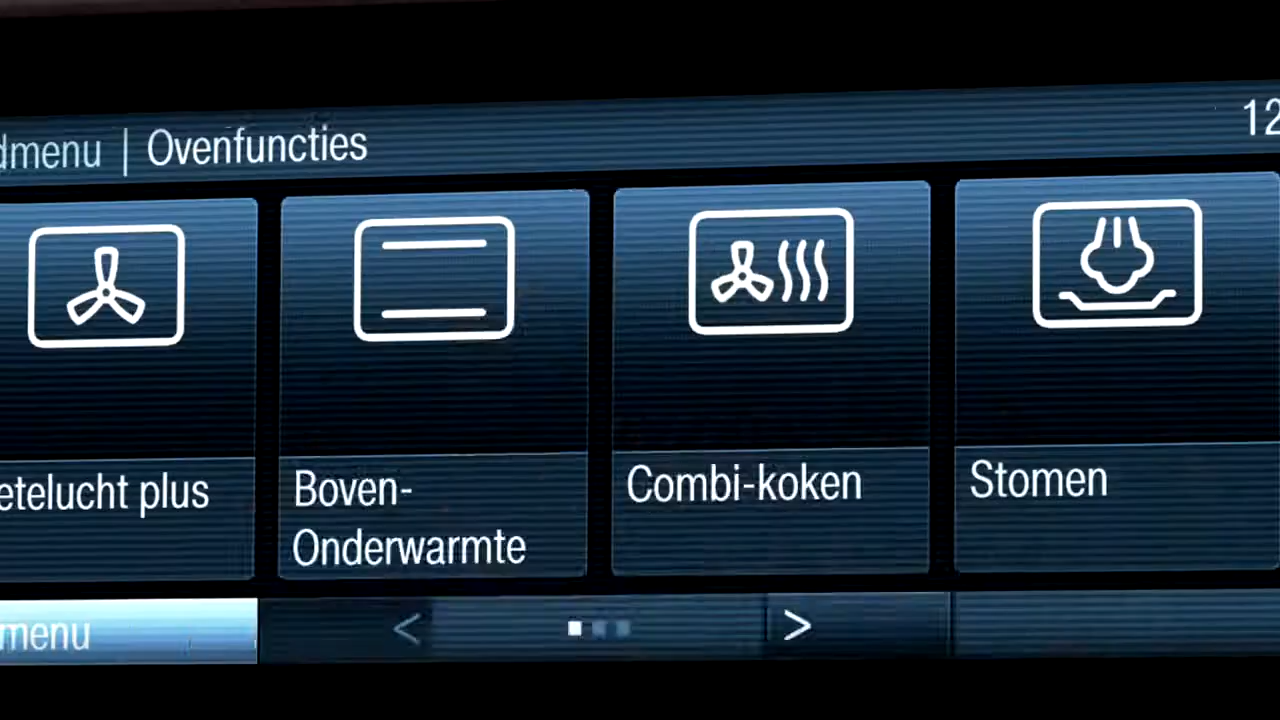 dmenu | Ovenfuncties
12
etelucht plus
Boven-
Onderwarmte
Combi-koken
Stomen
menu
< >